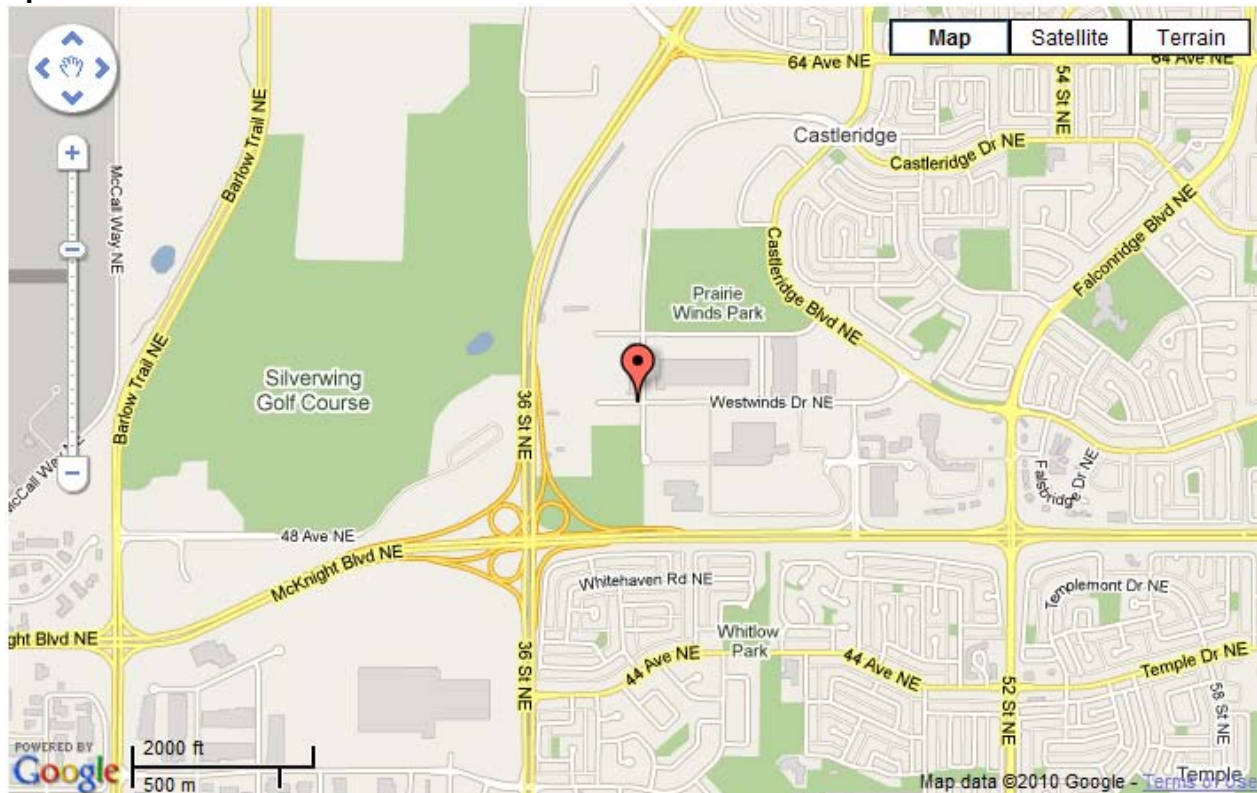 Map
Satellite
Terrain
64 Ave NE
64 Ave NE
54 St NE
Barlow Trail NE
McCall Way NE
Castleridge
Castleridge Dr NE
Falconridge Blvd NE
Castleridge Blvd NE
Prairie
Winds Park
Barlow Trail NE
Silverwing
Golf Course
36 St NE
Westwinds Dr NE
Falsbridge Dr NE
48 Ave NE
McKnight Blvd NE
Whitehaven Rd NE
Templemont Dr NE
ght Blvd NE
Whitlow
Park
36 St NE
44 Ave NE
44 Ave NE
Temple Dr NE
52 St NE
58 St NE
POWERED BY
Google
2000 ft
500 m
Map data ©2010 Google - Terms of Use
Temple